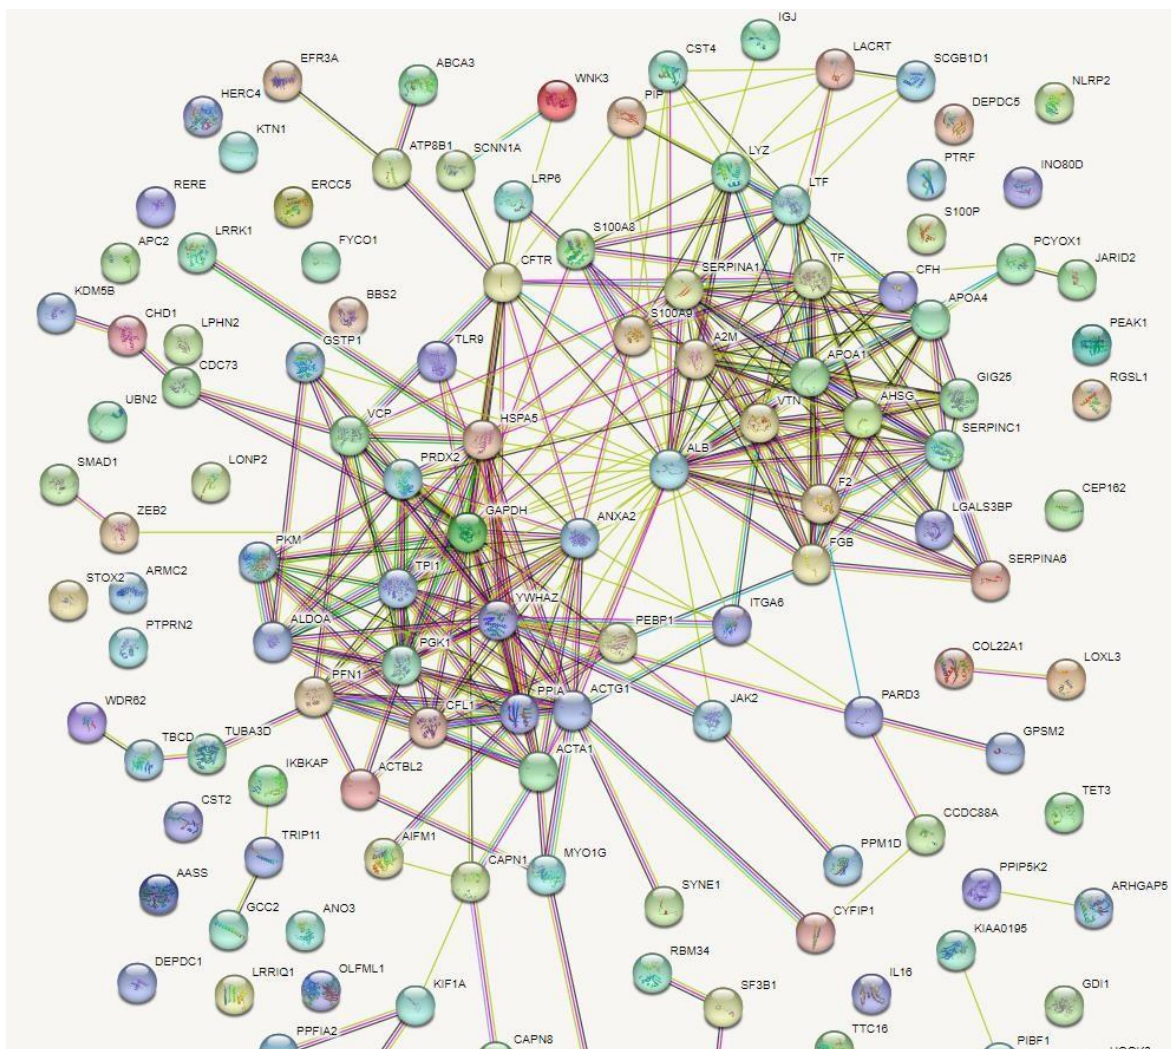 IGJ
EFR3A
ABCA3
CST4
LACRT
SCGB1D1
WNK3
NLRP2
HERC4
PIP
DEPDC5
KTN1
ATP8B1
SCNN1A
LYZ
PTRF
INO80D
RERE
ERCC5
LRP6
LTF
S100P
APC2
LRRK1
FYCO1
S100A8
CFTR
SERPINA1
TF
CFH
PCYOX1
JARID2
KDM5B
CHD1
LPHN2
BBS2
GSTP1
TLR9
S100A9
A2M
APOA4
PEAK1
CDC73
APOA1
UBN2
VCP
HSPA5
VTN
AHSG
GIG25
RGSL1
SERPINC1
SMAD1
LONP2
PRDX2
ALB
F2
CEP162
ZEB2
GAPDH
ANXA2
LGALS3BP
PKM
FGB
SERPINA6
STOX2
ARMC2
TPI1
YWHAZ
ITGA6
PTPRN2
ALDOA
PGK1
PEBP1
COL22A1
LOXL3
PFN1
PPIA
ACTG1
JAK2
PARD3
WDR62
CFL1
GPSM2
TBCD
TUBA3D
ACTA1
IKBKAP
ACTBL2
TET3
CST2
CCDC88A
TRIP11
AIFM1
CAPN1
MYO1G
PPM1D
PPIP5K2
ARHGAP5
AASS
SYNE1
GCC2
ANO3
CYFIP1
KIAA0195
DEPDC1
LRRIQ1
OLFML1
RBM34
IL16
KIF1A
SF3B1
GDI1
PPFIA2
CAPN8
TTC16
PIBF1